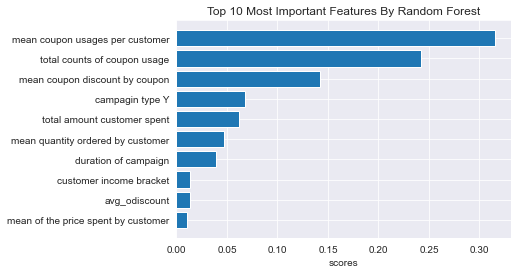 Top 10 Most Important Features By Random Forest
mean coupon usages per customer
total counts of coupon usage
mean coupon discount by coupon
campagin type Y
total amount customer spent
mean quantity ordered by customer
duration of campaign
customer income bracket
avg_odiscount
mean of the price spent by customer
0.00 0.05 0.10 0.15 0.20 0.25 0.30
scores